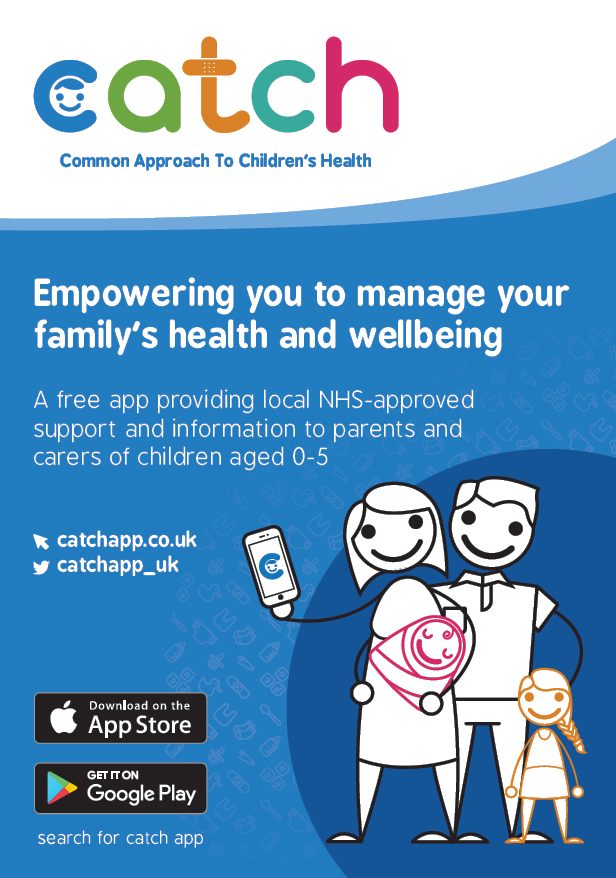 catch
Common Approach To Children's Health
Empowering you to manage your
family's health and wellbeing
A free app providing local NHS-approved
support and information to parents and
carers of children aged 0-5
catchapp.co.uk
catchapp_uk
Download on the
App Store
GET IT ON
Google Play
search for catch app